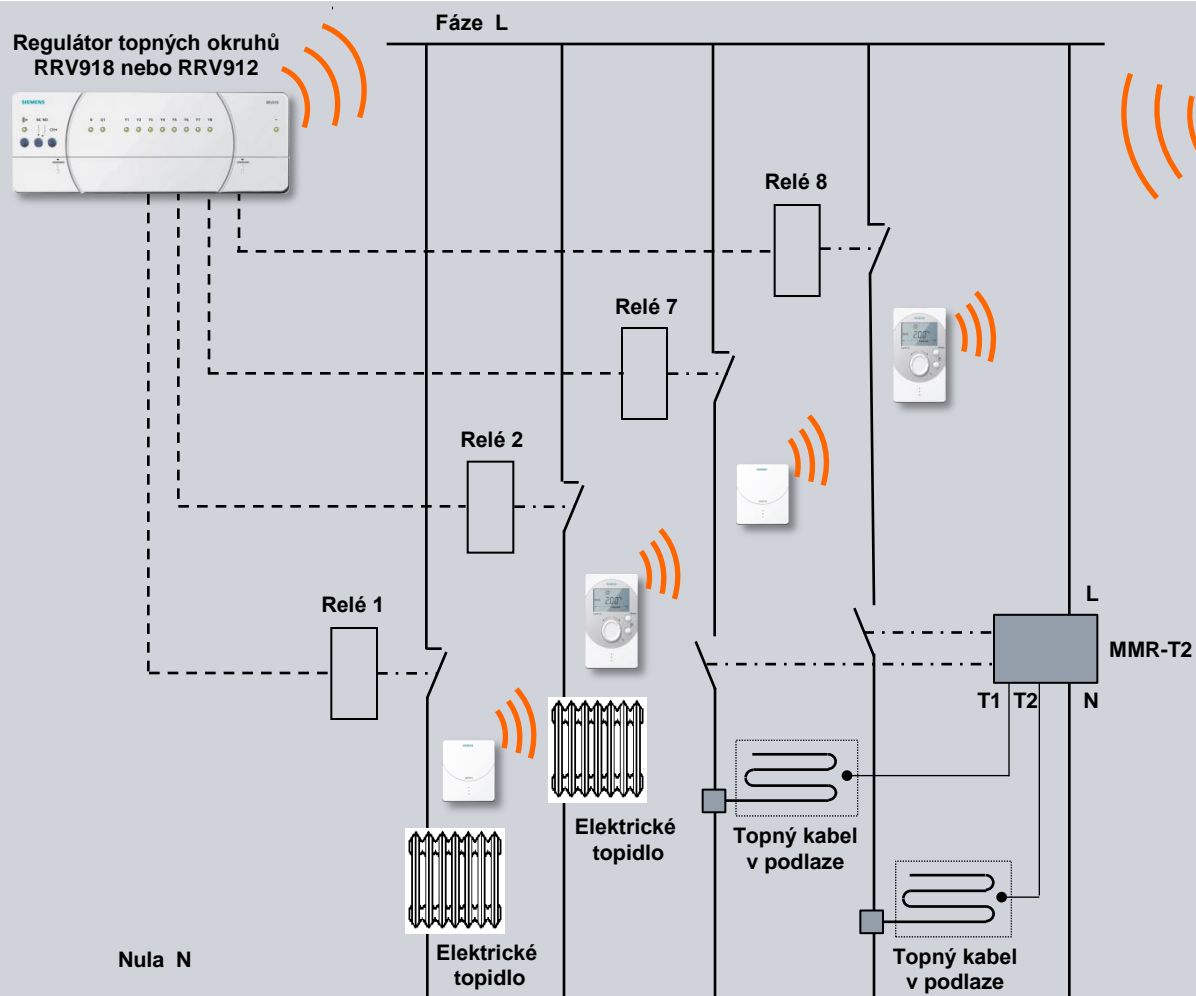 Fáze L
Regulátor topných okruhů
RRV918 nebo RRV912
SIEMENS
Relé 8
Relé 7
Relé 2
Relé 1
L
MMR-T2
T1 T2 N
Elektrické
topidlo
Topný kabel
v podlaze
Elektrické
topidlo
Topný kabel
v podlaze
Nula N